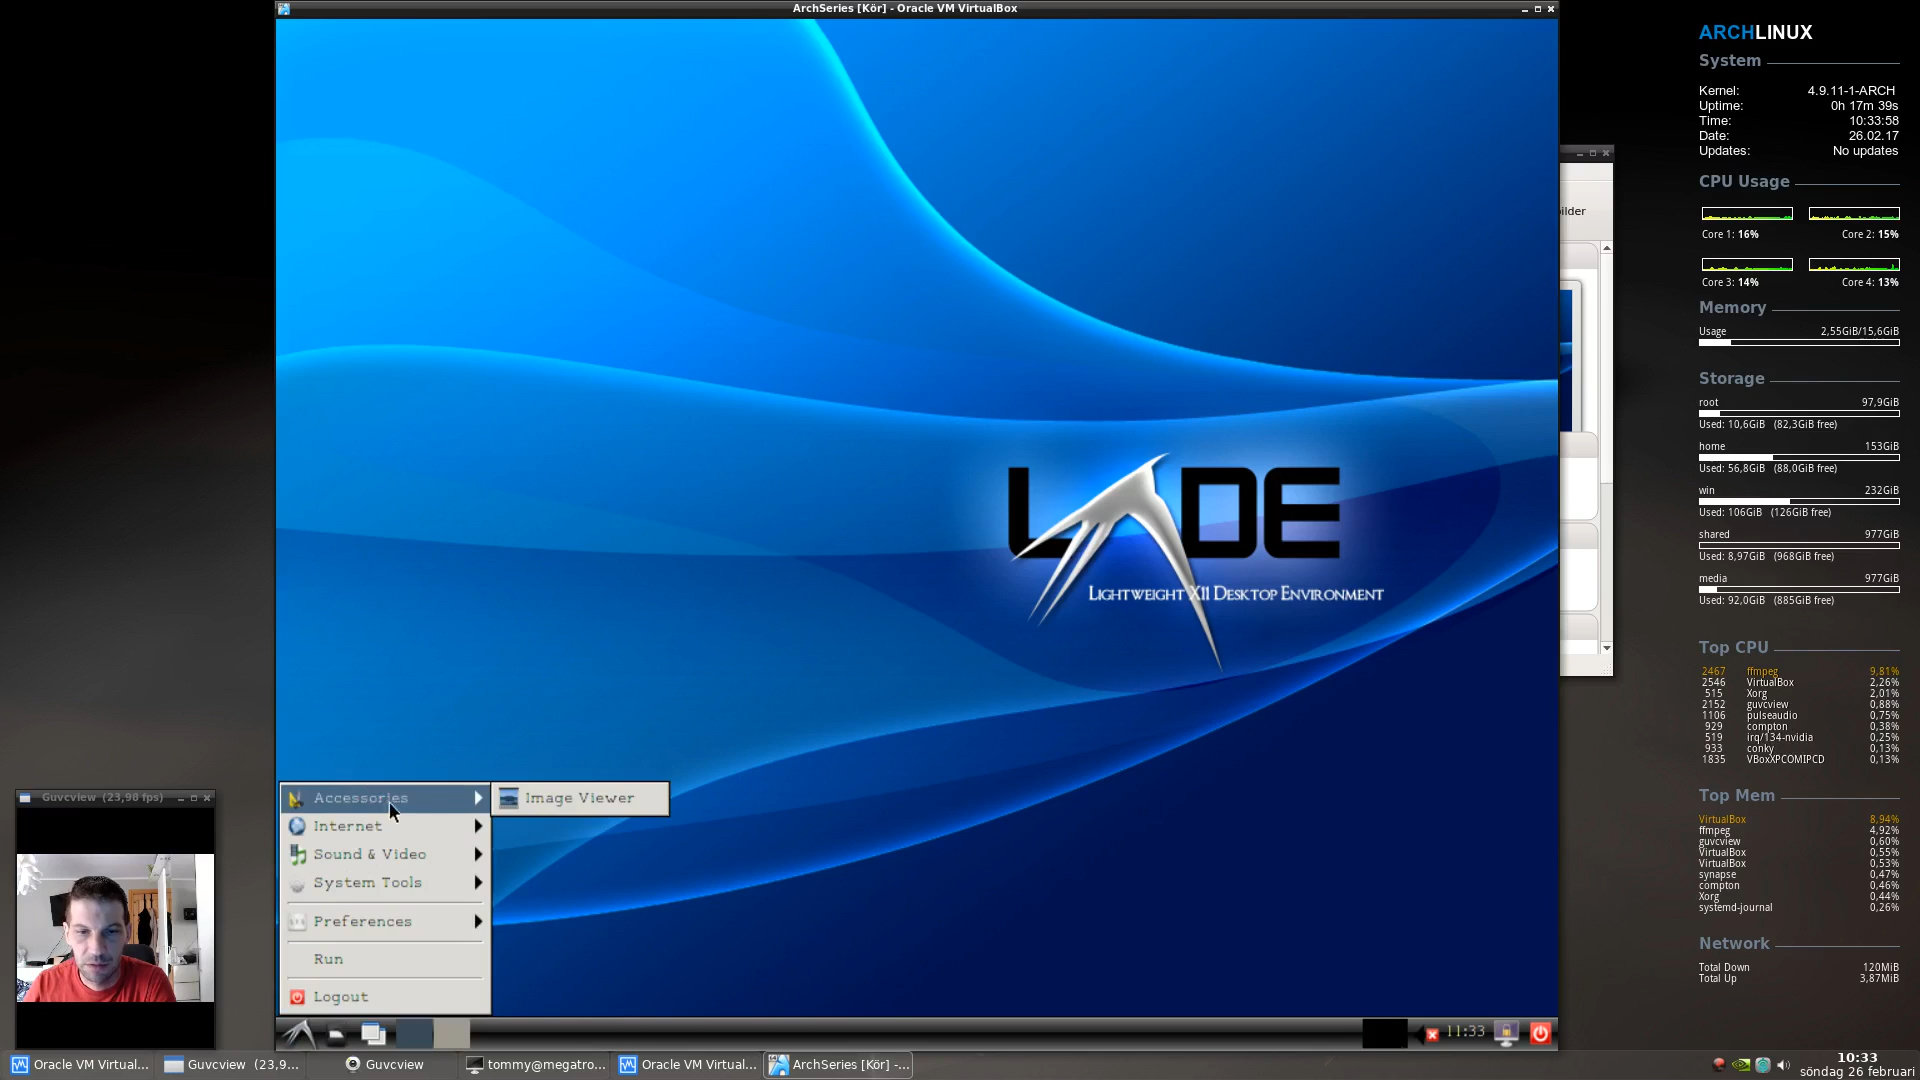 ArchSeries [Kör] - Oracle VM VirtualBox
LXDE
LIGHTWEIGHT X11 DESKTOP ENVIRONMENT
Accessories
Image Viewer
Internet
Sound & Video
System Tools
Preferences
Run
Logout
11:33
Guvcview (23,98 fps)
ilder
ARCHLINUX
System
Kernel: 4.9.11-1-ARCH
Uptime: 0h 17m 39s
Time: 10:33:58
Date: 26.02.17
Updates: No updates
CPU Usage
Core 1: 16% Core 2: 15%
Core 3: 14% Core 4: 13%
Memory
Usage 2,55GiB/15,6GiB
Storage
root 97,9GiB
Used: 10,6GiB (82,3GiB free)
home 153GiB
Used: 56,8GiB (88,0GiB free)
win 232GiB
Used: 106GiB (126GiB free)
shared 977GiB
Used: 8,97GiB (968GiB free)
media 977GiB
Used: 92,0GiB (885GiB free)
Top CPU
2467 ffmpeg 9,81%
2546 VirtualBox 2,26%
515 Xorg 2,01%
2152 guvcview 0,88%
1106 pulseaudio 0,75%
929 compton 0,38%
519 irq/134-nvidia 0,25%
933 conky 0,13%
1835 VBoxXPCOMIPCD 0,13%
Top Mem
VirtualBox 8,94%
ffmpeg 4,92%
guvcview 0,60%
VirtualBox 0,55%
VirtualBox 0,53%
synapse 0,47%
compton 0,46%
Xorg 0,44%
systemd-journal 0,26%
Network
Total Down 120MiB
Total Up 3,87MiB
Oracle VM Virtual...
Guvcview (23,9...
Guvcview
tommy@megatro...
Oracle VM Virtual...
ArchSeries [Kör] -...
10:33
söndag 26 februari